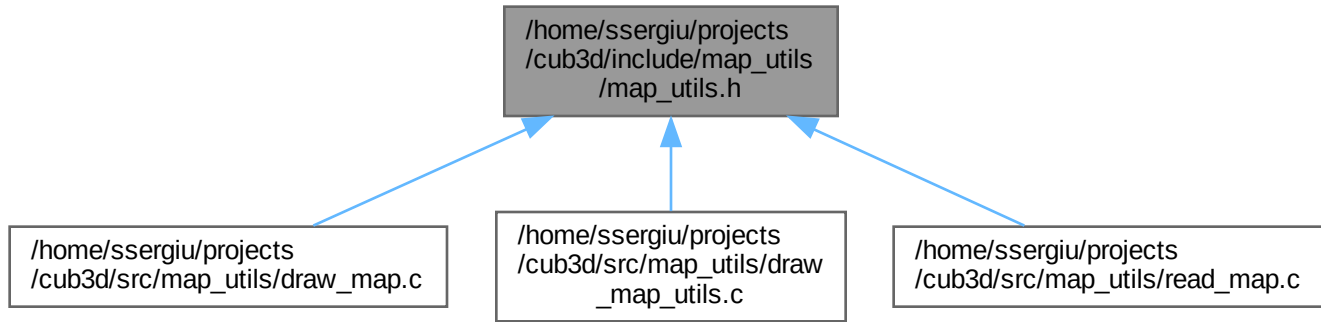 /home/ssergiu/projects
/cub3d/include/map_utils
/map_utils.h
/home/ssergiu/projects
/cub3d/src/map_utils/draw_map.c
/home/ssergiu/projects
/cub3d/src/map_utils/draw
_map_utils.c
/home/ssergiu/projects
/cub3d/src/map_utils/read_map.c